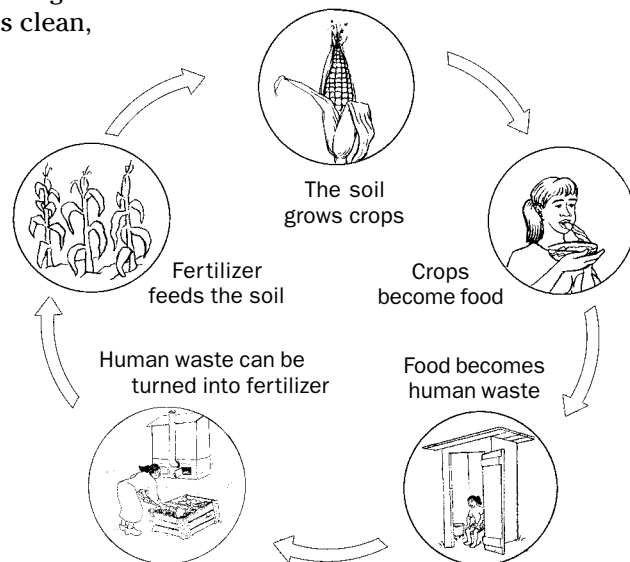 s clean,
The soil
grows crops
Crops
become food
Food becomes
human waste
Human waste can be
turned into fertilizer
Fertilizer
feeds the soil